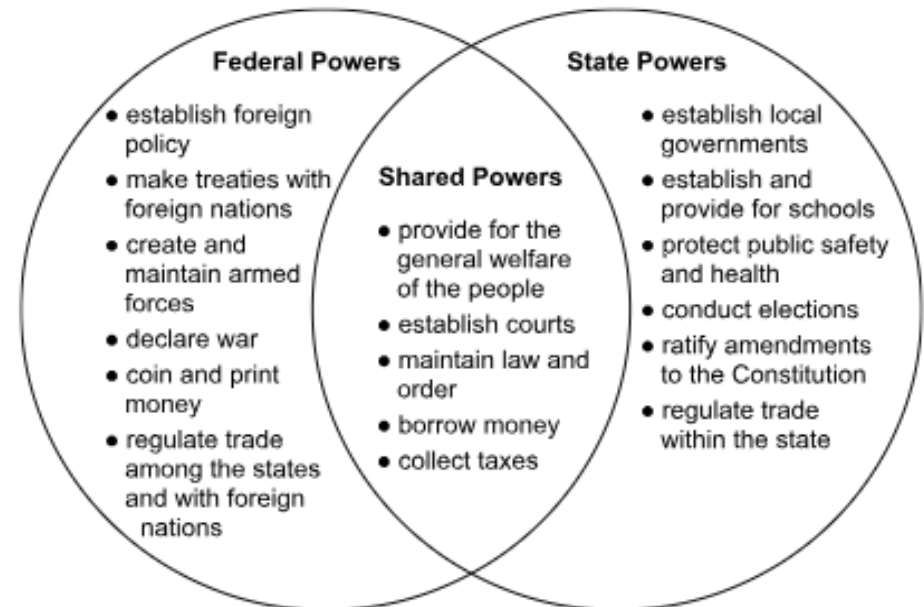 Federal Powers
• establish foreign
policy
• make treaties with
foreign nations
• create and
maintain armed
forces
• declare war
• coin and print
money
• regulate trade
among the states
and with foreign
nations
Shared Powers
• provide for the
general welfare
of the people
• establish courts
• maintain law and
order
• borrow money
• collect taxes
State Powers
• establish local
governments
• establish and
provide for schools
• protect public safety
and health
• conduct elections
• ratify amendments
to the Constitution
• regulate trade
within the state